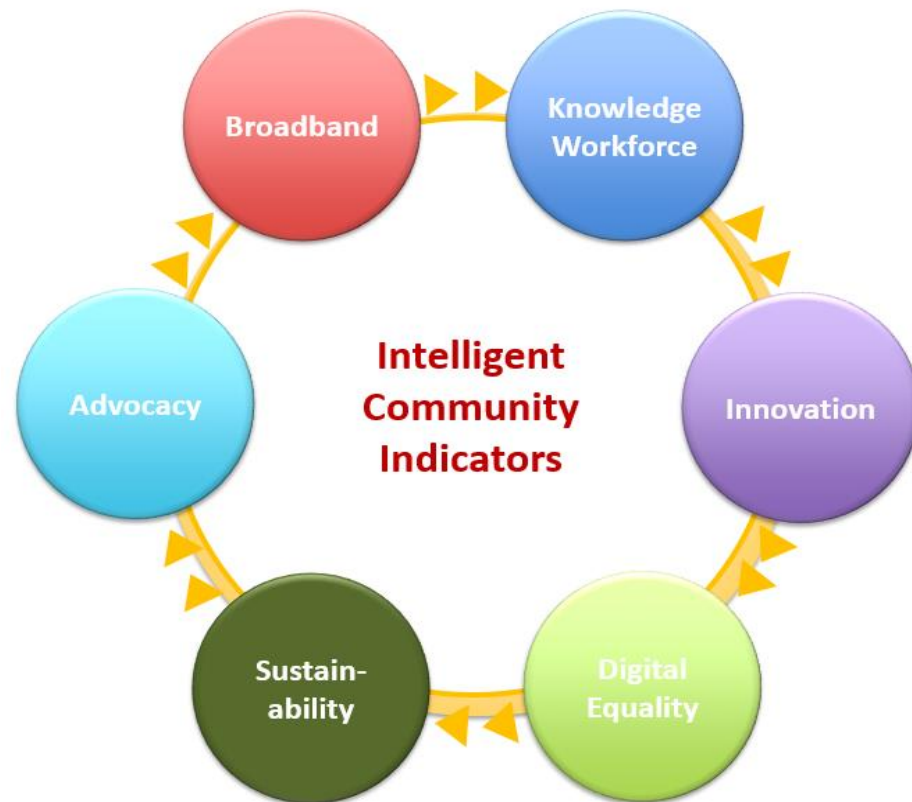 Broadband
Knowledge
Workforce
Advocacy
Intelligent
Community
Indicators
Innovation
Sustain-
ability
Digital
Equality